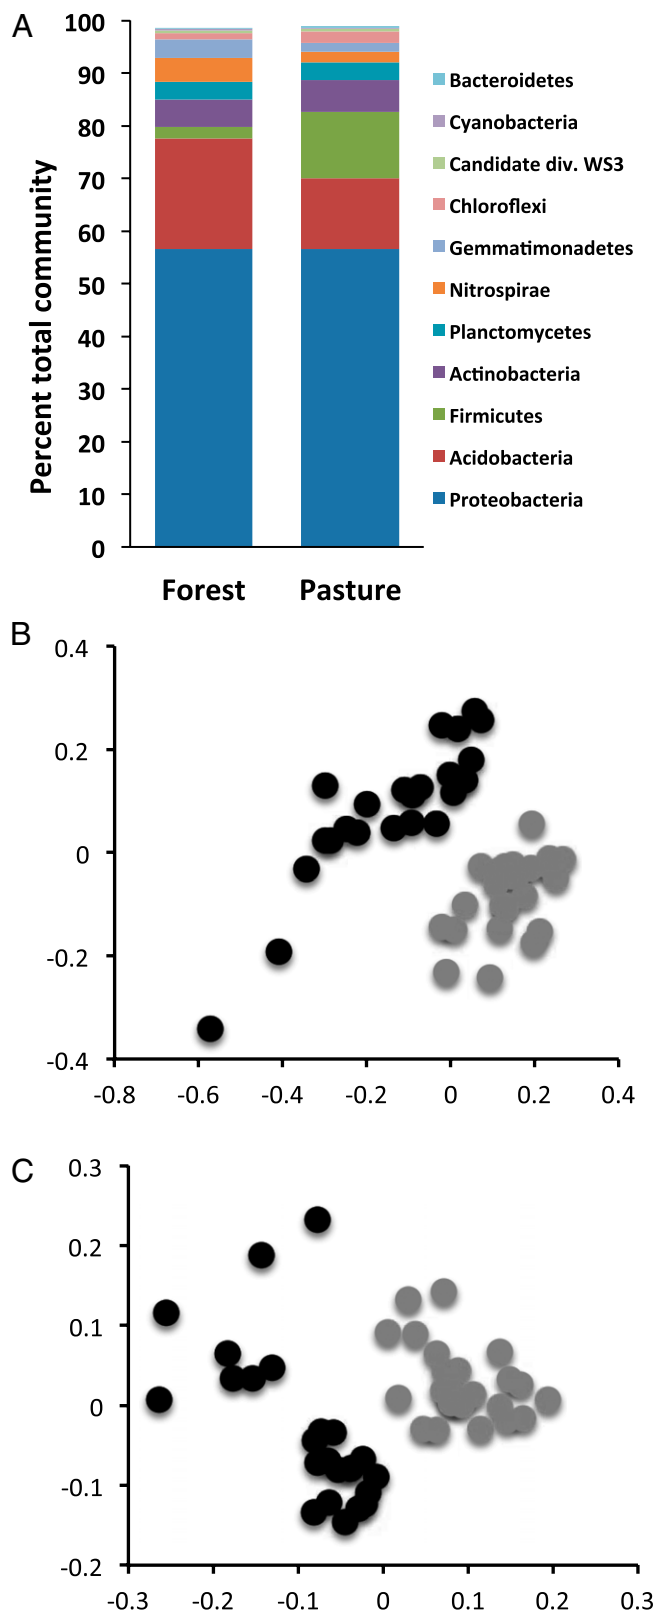 A
Percent total community
100
90
80
70
60
50
40
30
20
10
0
Forest Pasture
Bacteroidetes
Cyanobacteria
Candidate div. WS3
Chloroflexi
Gemmatimonadetes
Nitrospirae
Planctomycetes
Actinobacteria
Firmicutes
Acidobacteria
Proteobacteria
B
0.4
0.2
0
-0.2
-0.4
-0.8 -0.6 -0.4 -0.2 0 0.2 0.4
C
0.3
0.2
0.1
0
-0.1
-0.2
-0.3 -0.2 -0.1 0 0.1 0.2 0.3